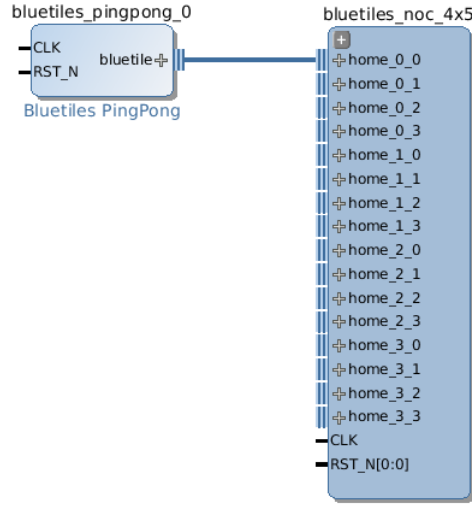 bluetiles_pingpong_0
CLK
bluetile
RST_N
Bluetiles PingPong
bluetiles_noc_4x5
home_0_0
home_0_1
home_0_2
home_0_3
home_1_0
home_1_1
home_1_2
home_1_3
home_2_0
home_2_1
home_2_2
home_2_3
home_3_0
home_3_1
home_3_2
home_3_3
CLK
RST_N[0:0]